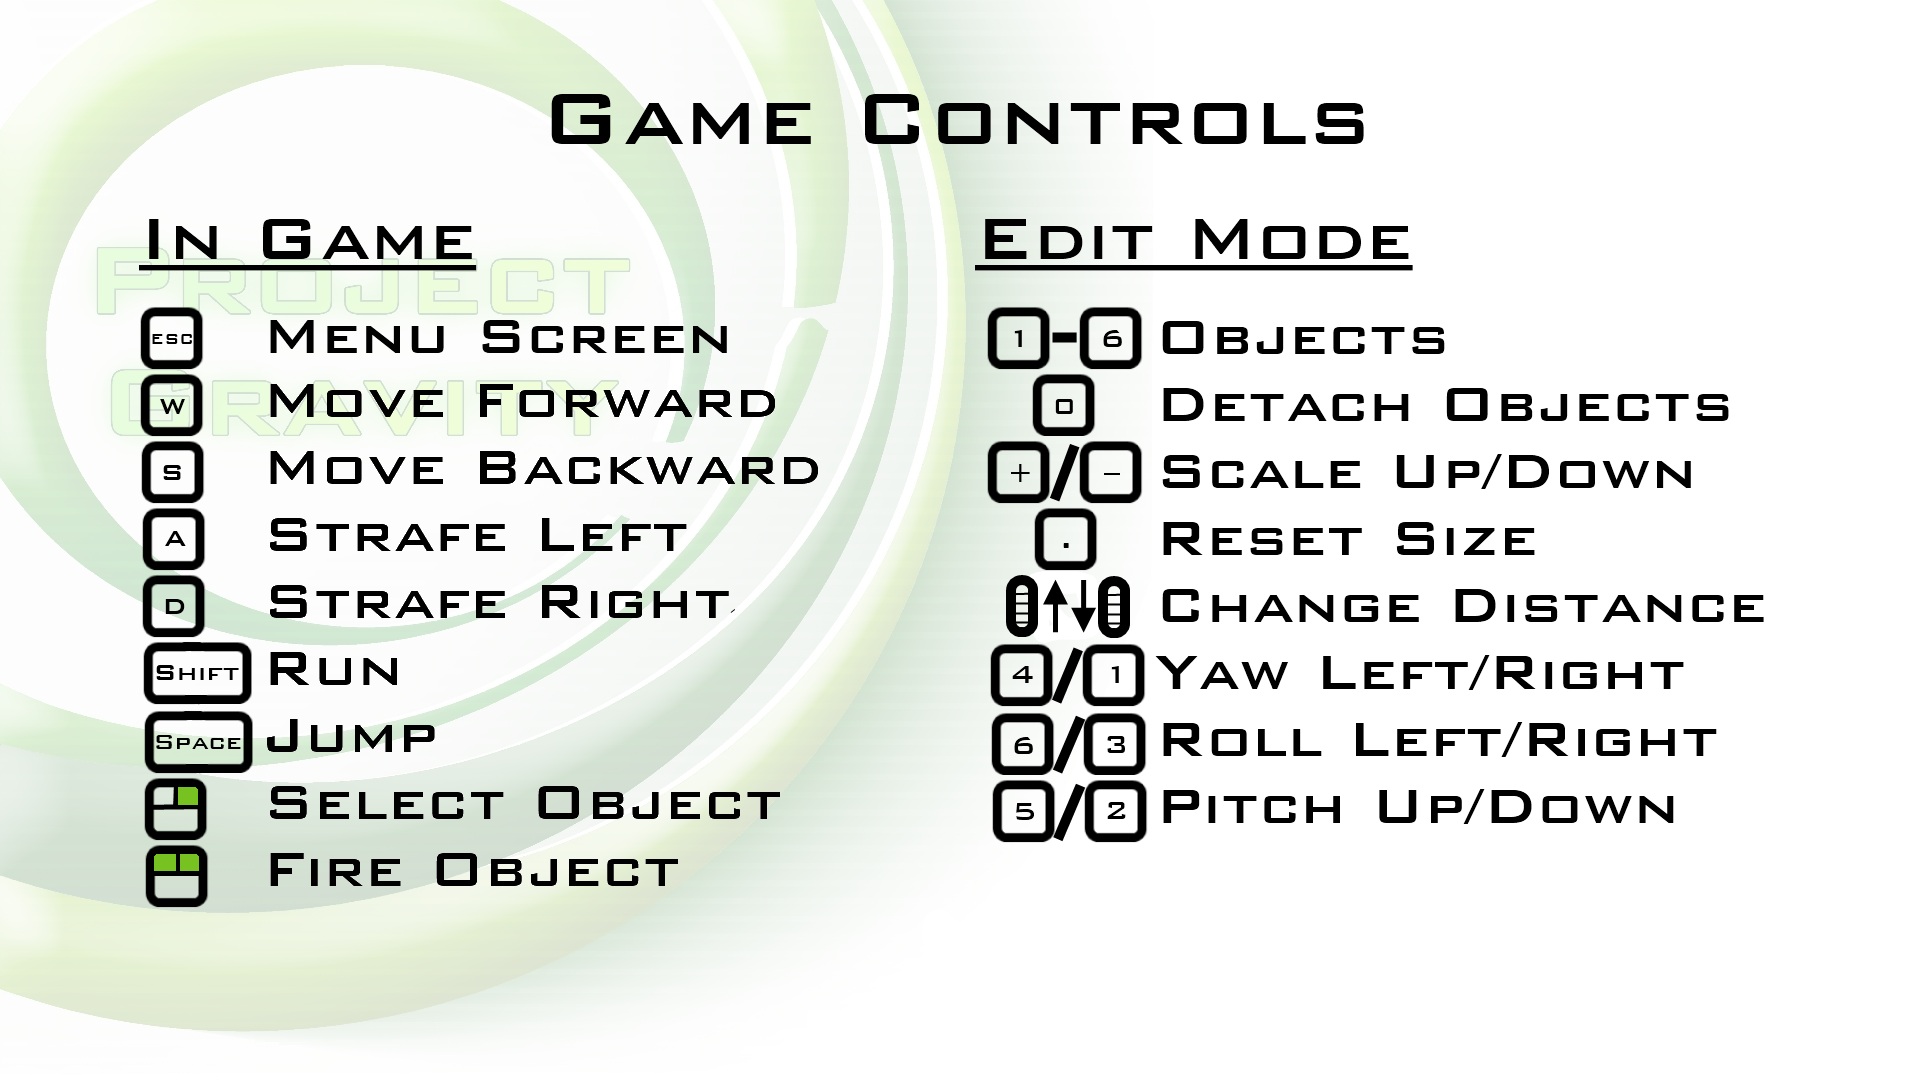 Game Controls
In Game
Project
Gravity
ESC Menu Screen
W Move Forward
S Move Backward
A Strafe Left
D Strafe Right
Shift Run
Space Jump
Select Object
Fire Object
Edit Mode
1-6 Objects
0 Detach Objects
+/- Scale Up/Down
. Reset Size
Change Distance
4/1 Yaw Left/Right
6/3 Roll Left/Right
5/2 Pitch Up/Down